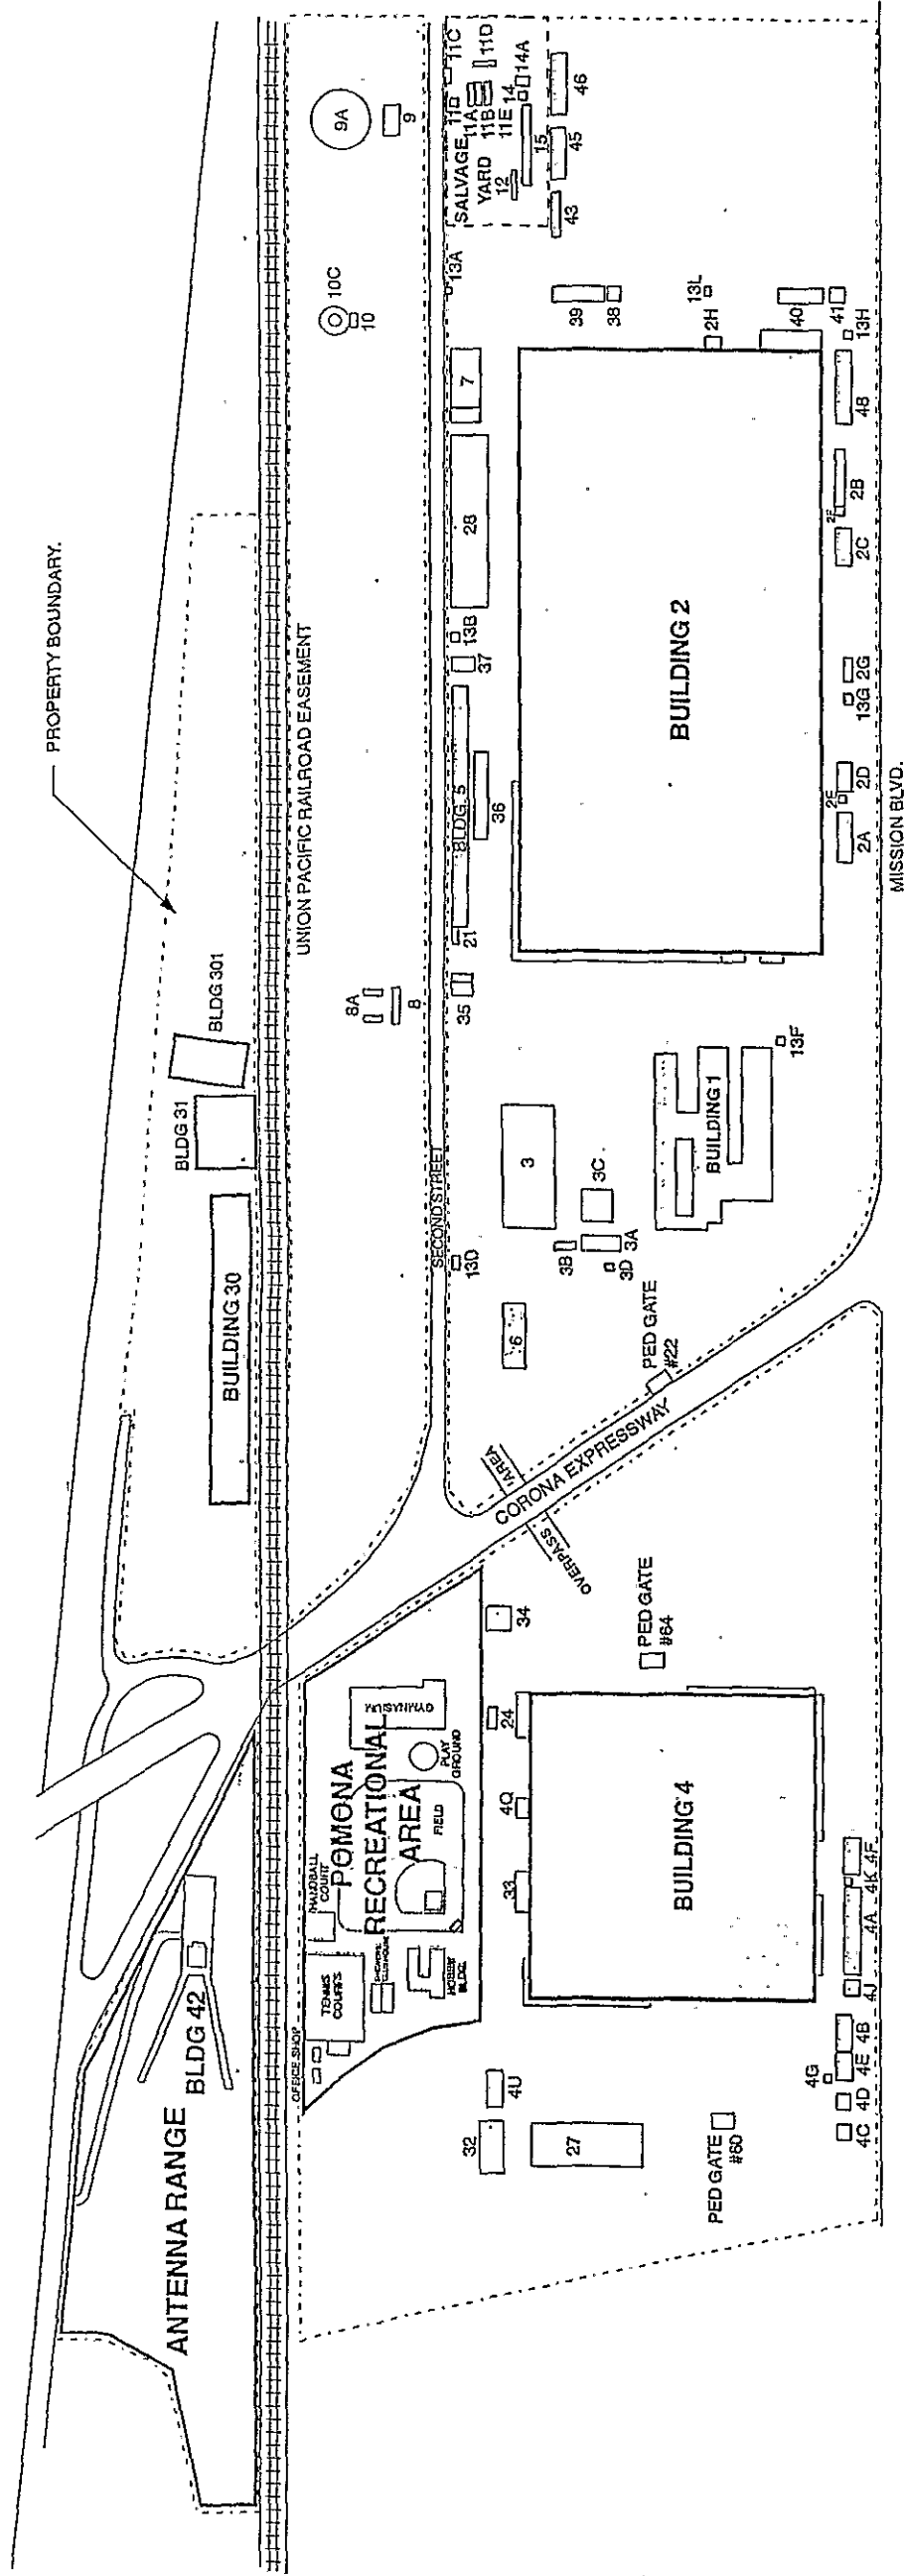 PROPERTY BOUNDARY.
ANTENNA RANGE
BLDG 42
BUILDING 30
BLDG 31
BLDG 301
UNION PACIFIC RAILROAD EASEMENT
OFFICE SHOP
TENNIS
COURTS
HANDBALL
COURT
POMONA
RECREATIONAL
AREA
GYMNASIUM
PLAY
GROUND
FIELD
BLDG.
8A
8
10C
10
9A
9
SECOND STREET
13D
35
21
BLDG. 5
36
37
13B
28
7
13A
SALVAGE
YARD
11C
11D
11A
11B
11E
14
14A
12
15
43
45
46
32
4U
27
33
4Q
24
34
OVERPASS
AREA
CORONA EXPRESSWAY
6
3
3B
3A
3C
3D
39
38
PED GATE
#60
BUILDING 4
PED GATE
#64
PED GATE
#22
BUILDING 1
13F
BUILDING 2
2H
13L
40
41
13H
4C
4D
4G
4E
4B
4J
4A
4K
4F
2A
2E
2D
13G
2G
2C
2F
2B
48
MISSION BLVD.